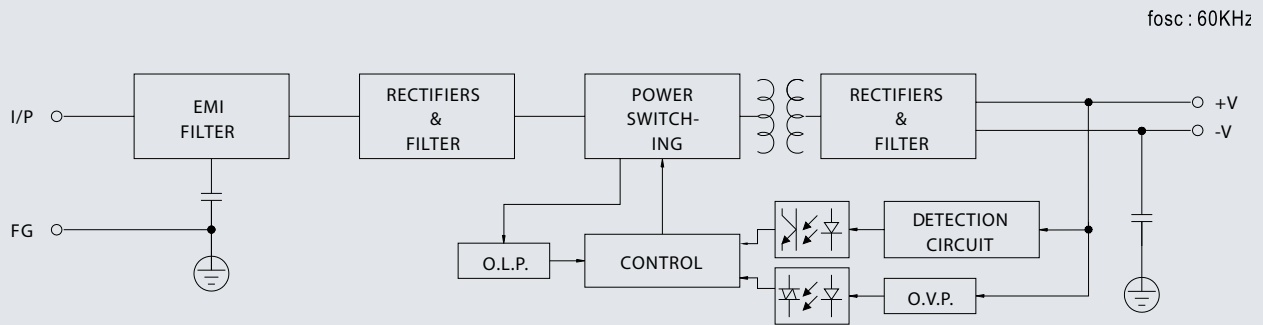 fosc : 60KHz
I/P
EMI
FILTER
RECTIFIERS
&
FILTER
POWER
SWITCH-
ING
RECTIFIERS
&
FILTER
+V
-V
FG
O.L.P.
CONTROL
DETECTION
CIRCUIT
O.V.P.